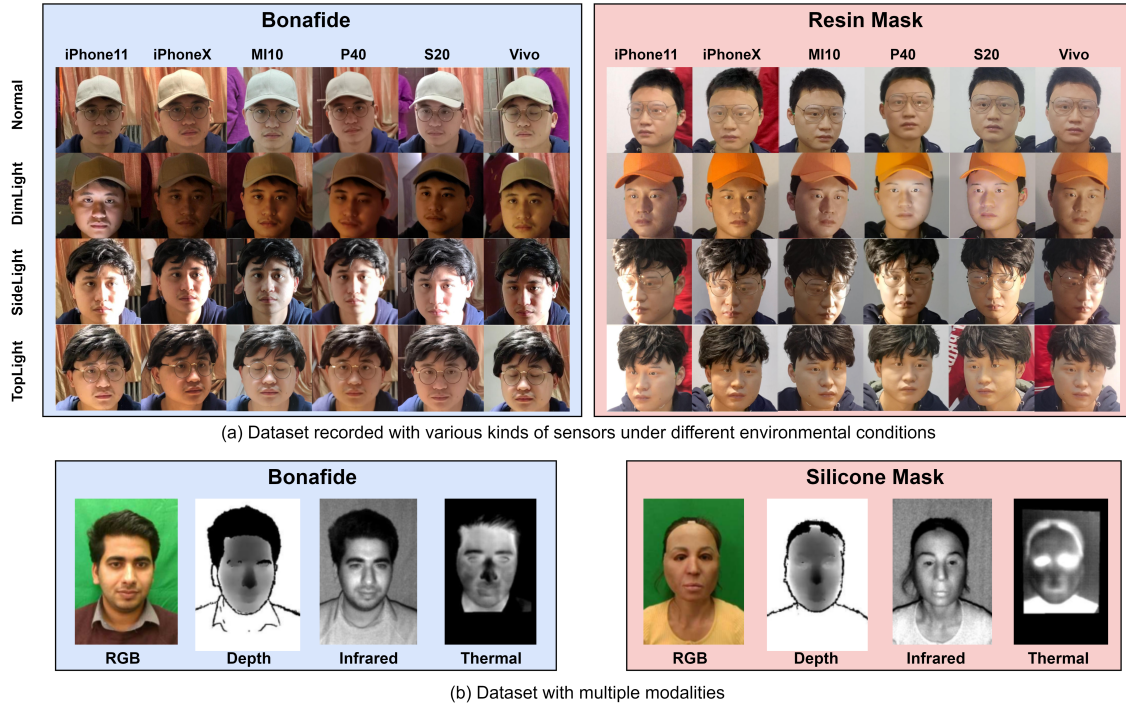 Bonafide
iPhone11 iPhoneX MI10 P40 S20 Vivo
Resin Mask
iPhone11 iPhoneX MI10 P40 S20 Vivo
Normal
DimLight
SideLight
TopLight
(a) Dataset recorded with various kinds of sensors under different environmental conditions
Bonafide
RGB Depth Infrared Thermal
Silicone Mask
RGB Depth Infrared Thermal
(b) Dataset with multiple modalities